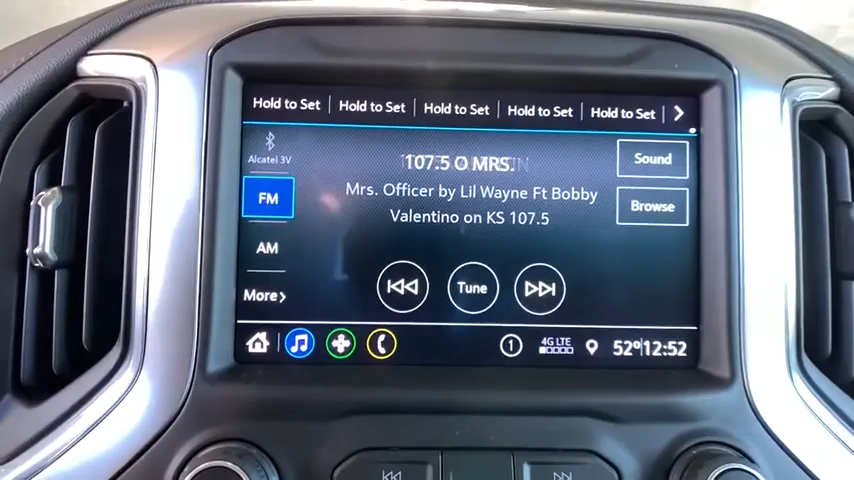 Hold to Set Hold to Set Hold to Set Hold to Set Hold to Set
Alcatel 3V
107.5 O MRS.
Sound
FM
Mrs. Officer by Lil Wayne Ft Bobby
Browse
Valentino on KS 107.5
AM
Tune
More
1
4G LTE
52° 12:52